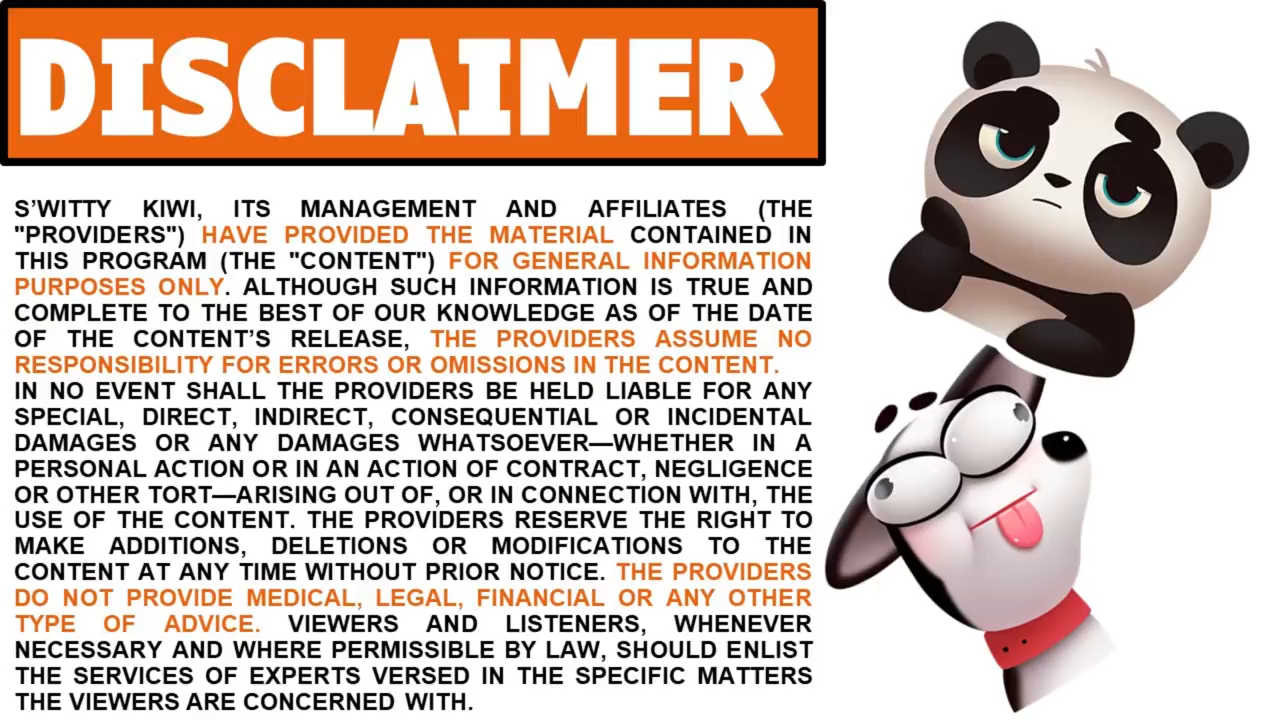 DISCLAIMER
S’WITTY KIWI, ITS MANAGEMENT AND AFFILIATES (THE
"PROVIDERS") HAVE PROVIDED THE MATERIAL CONTAINED IN
THIS PROGRAM (THE "CONTENT") FOR GENERAL INFORMATION
PURPOSES ONLY. ALTHOUGH SUCH INFORMATION IS TRUE AND
COMPLETE TO THE BEST OF OUR KNOWLEDGE AS OF THE DATE
OF THE CONTENT’S RELEASE, THE PROVIDERS ASSUME NO
RESPONSIBILITY FOR ERRORS OR OMISSIONS IN THE CONTENT.
IN NO EVENT SHALL THE PROVIDERS BE HELD LIABLE FOR ANY
SPECIAL, DIRECT, INDIRECT, CONSEQUENTIAL OR INCIDENTAL
DAMAGES OR ANY DAMAGES WHATSOEVER—WHETHER IN A
PERSONAL ACTION OR IN AN ACTION OF CONTRACT, NEGLIGENCE
OR OTHER TORT—ARISING OUT OF, OR IN CONNECTION WITH, THE
USE OF THE CONTENT. THE PROVIDERS RESERVE THE RIGHT TO
MAKE ADDITIONS, DELETIONS OR MODIFICATIONS TO THE
CONTENT AT ANY TIME WITHOUT PRIOR NOTICE. THE PROVIDERS
DO NOT PROVIDE MEDICAL, LEGAL, FINANCIAL OR ANY OTHER
TYPE OF ADVICE. VIEWERS AND LISTENERS, WHENEVER
NECESSARY AND WHERE PERMISSIBLE BY LAW, SHOULD ENLIST
THE SERVICES OF EXPERTS VERSED IN THE SPECIFIC MATTERS
THE VIEWERS ARE CONCERNED WITH.